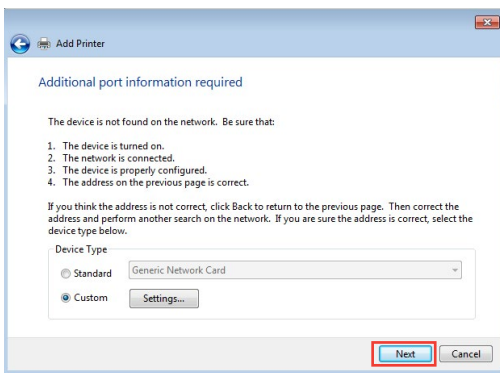 Add Printer
Additional port information required
The device is not found on the network. Be sure that:
1. The device is turned on.
2. The network is connected.
3. The device is properly configured.
4. The address on the previous page is correct.
If you think the address is not correct, click Back to return to the previous page. Then correct the
address and perform another search on the network. If you are sure the address is correct, select the
device type below.
Device Type
Standard Generic Network Card
Custom Settings...
Next Cancel